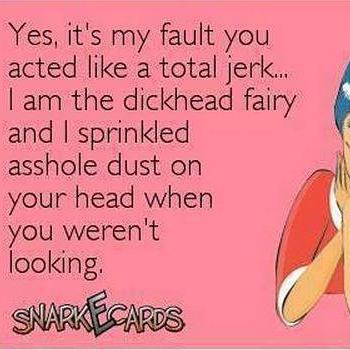 Yes, it's my fault you
acted like a total jerk...
I am the dickhead fairy
and I sprinkled
asshole dust on
your head when
you weren't
looking.
SNARKECARDS